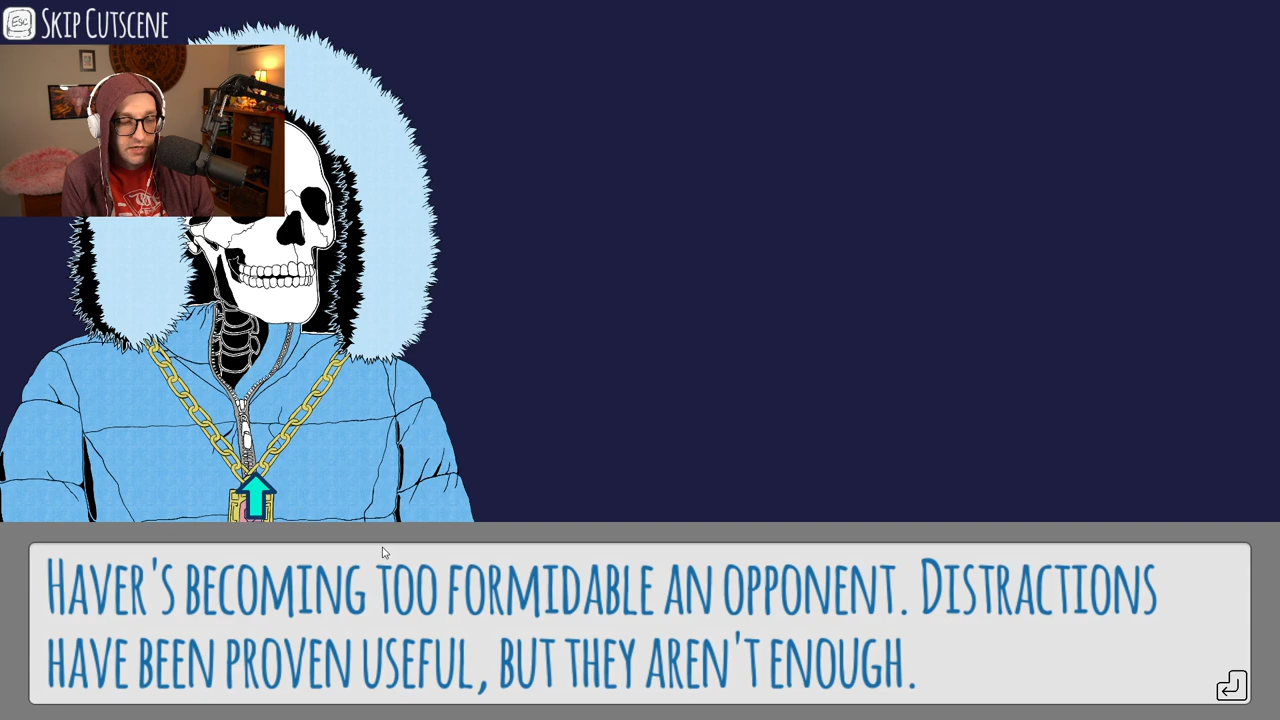 Esc SKIP CUTSCENE
HAVER'S BECOMING TOO FORMIDABLE AN OPPONENT. DISTRACTIONS
HAVE BEEN PROVEN USEFUL, BUT THEY AREN'T ENOUGH.